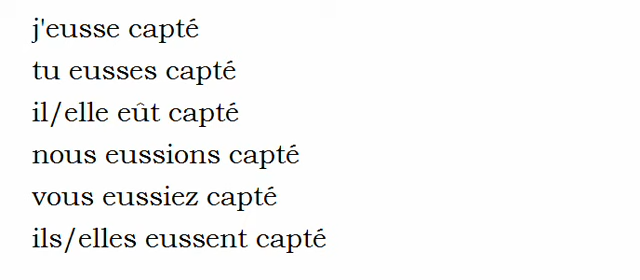 j'eusse capté
tu eusses capté
il/elle eût capté
nous eussions capté
vous eussiez capté
ils/elles eussent capté